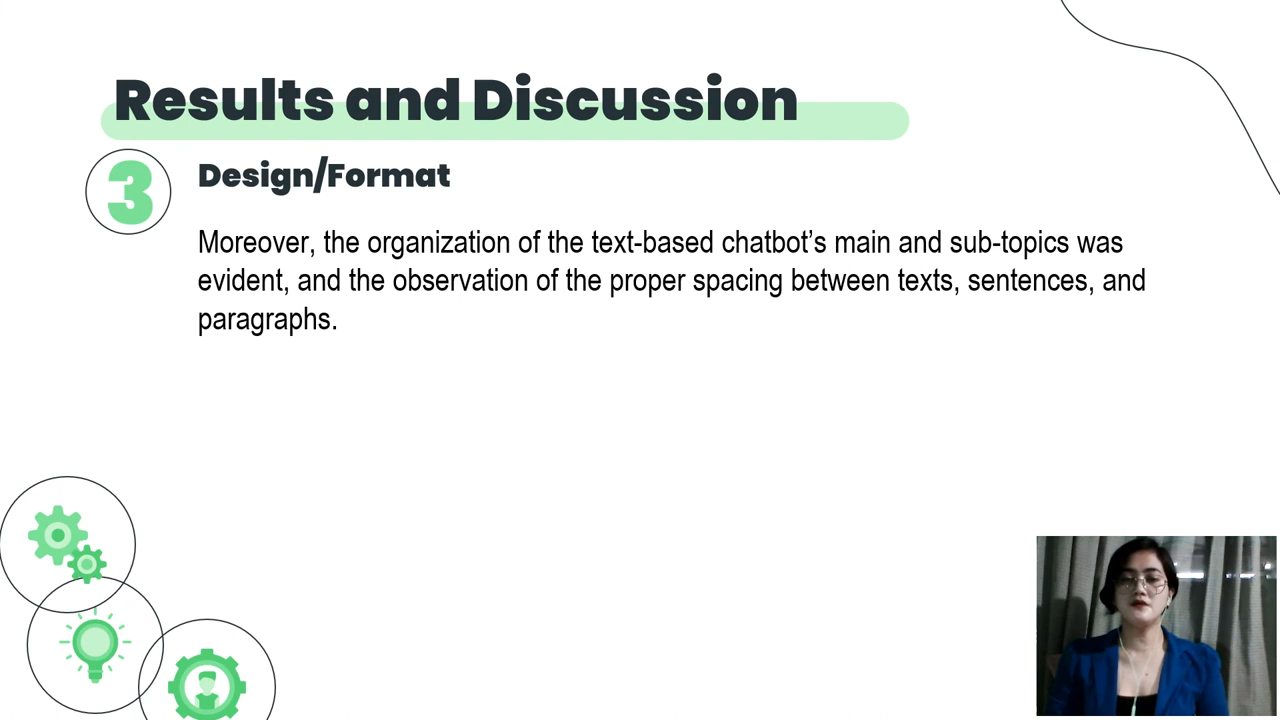 Results and Discussion
3
Design/Format
Moreover, the organization of the text-based chatbot’s main and sub-topics was
evident, and the observation of the proper spacing between texts, sentences, and
paragraphs.